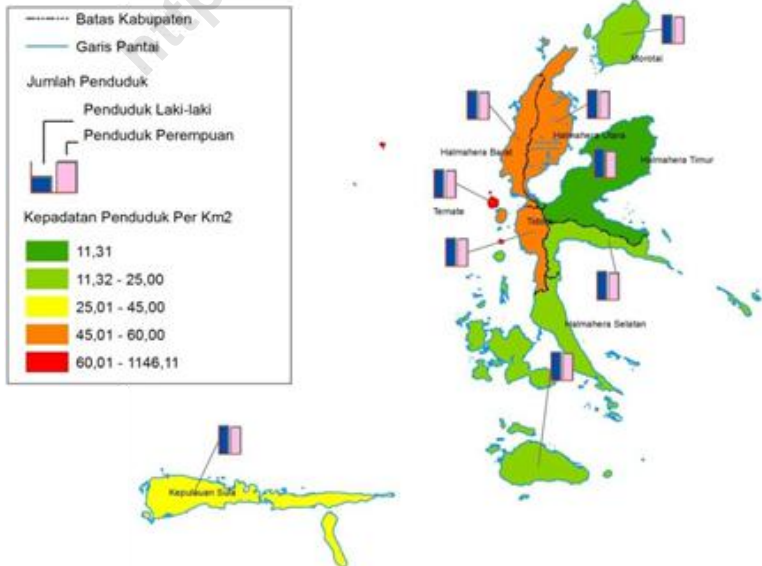 Batas Kabupaten
Garis Pantai
Jumlah Penduduk
Penduduk Laki-laki
Penduduk Perempuan
Kepadatan Penduduk Per Km2
11,31
11,32 - 25,00
25,01 - 45,00
45,01 - 60,00
60,01 - 1146,11
http
Morotai
Halmahera Utara
Halmahera Barat
Halmahera Timur
Ternate
Halmahera Selatan
Kepulauan Sula